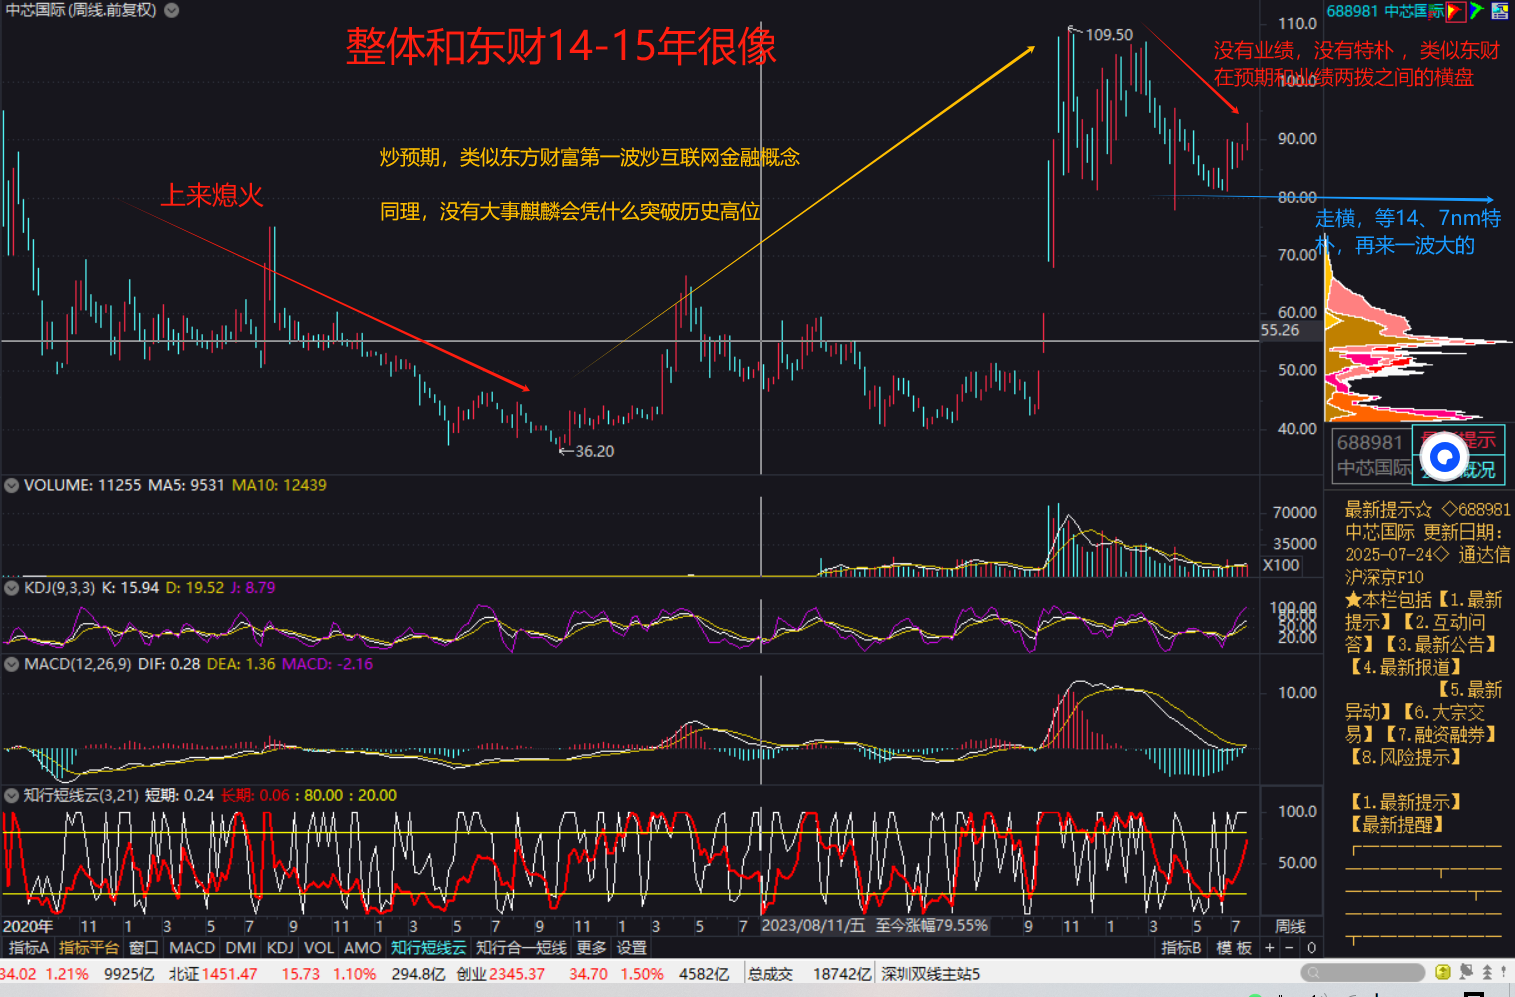 中芯国际 (周线.前复权)
688981 中芯国际
整体和东财14-15年很像
109.50
没有业绩，没有特朴，类似东财
在预期和业绩两拨之间的横盘
炒预期，类似东方财富第一波炒互联网金融概念
上来熄火
同理，没有大事麒麟会凭什么突破历史高位
走横，等14、7nm特
朴，再来一波大的
110.0
100.0
90.00
80.00
70.00
60.00
55.26
50.00
40.00
36.20
688981
中芯国际
提示
概况
VOLUME: 11255 MA5: 9531 MA10: 12439
70000
35000
X100
KDJ(9,3,3) K: 15.94 D: 19.52 J: 8.79
100.00
20.00
MACD(12,26,9) DIF: 0.28 DEA: 1.36 MACD: -2.16
10.00
知行短线云(3,21) 短期: 0.24 长期: 0.06 : 80.00 : 20.00
100.0
50.00
最新提示☆ ◇688981
中芯国际 更新日期:
2025-07-24◇ 通达信
沪深京F10
★本栏包括【1.最新
提示】【2.互动问
答】【3.最新公告】
【4.最新报道】
【5.最新
异动】【6.大宗交
易】【7.融资融券】
【8.风险提示】
【1.最新提示】
【最新提醒】
2020年 11 1 3 5 7 9 11 1 3 5 7 9 11 1 3 5 7 2023/08/11/五 至今涨幅79.55% 9 11 1 3 5 7 周线
指标A 指标平台 窗口 MACD DMI KDJ VOL AMO 知行短线云 知行合一短线 更多 设置 指标B 模板 + - 0
34.02 1.21% 9925亿 北证1451.47 15.73 1.10% 294.8亿 创业2345.37 34.70 1.50% 4582亿 总成交 18742亿 深圳双线主站5